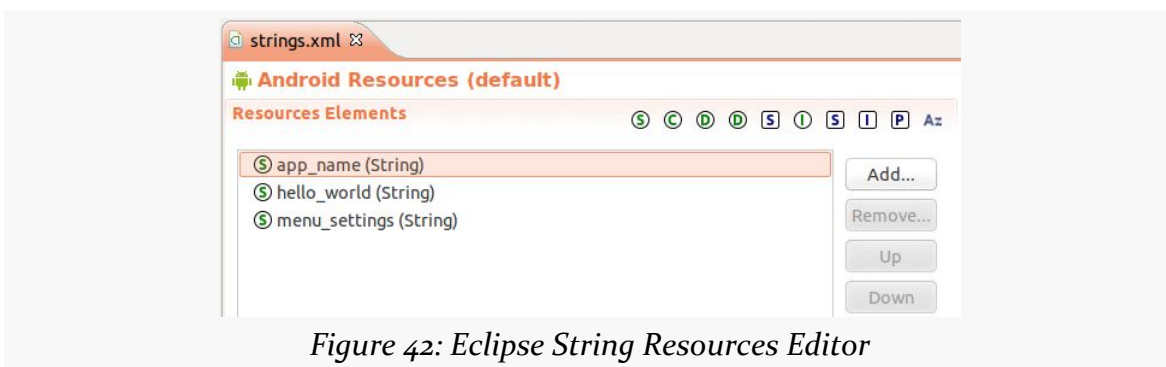 strings.xml
Android Resources (default)
Resources Elements
S C D D S I S I P Az
S app_name (String)
S hello_world (String)
S menu_settings (String)
Add...
Remove...
Up
Down
Figure 42: Eclipse String Resources Editor